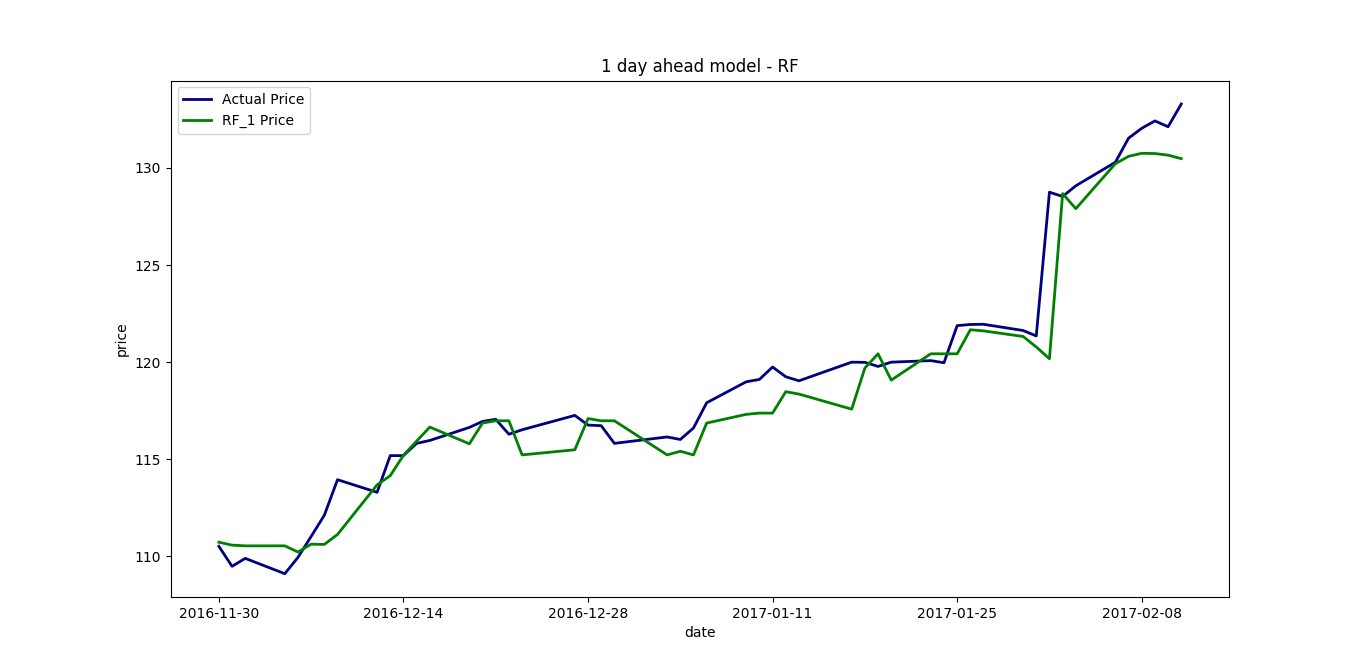 1 day ahead model - RF
Actual Price
RF_1 Price
130
125
120
115
110
price
2016-11-30
2016-12-14
2016-12-28
2017-01-11
2017-01-25
2017-02-08
date